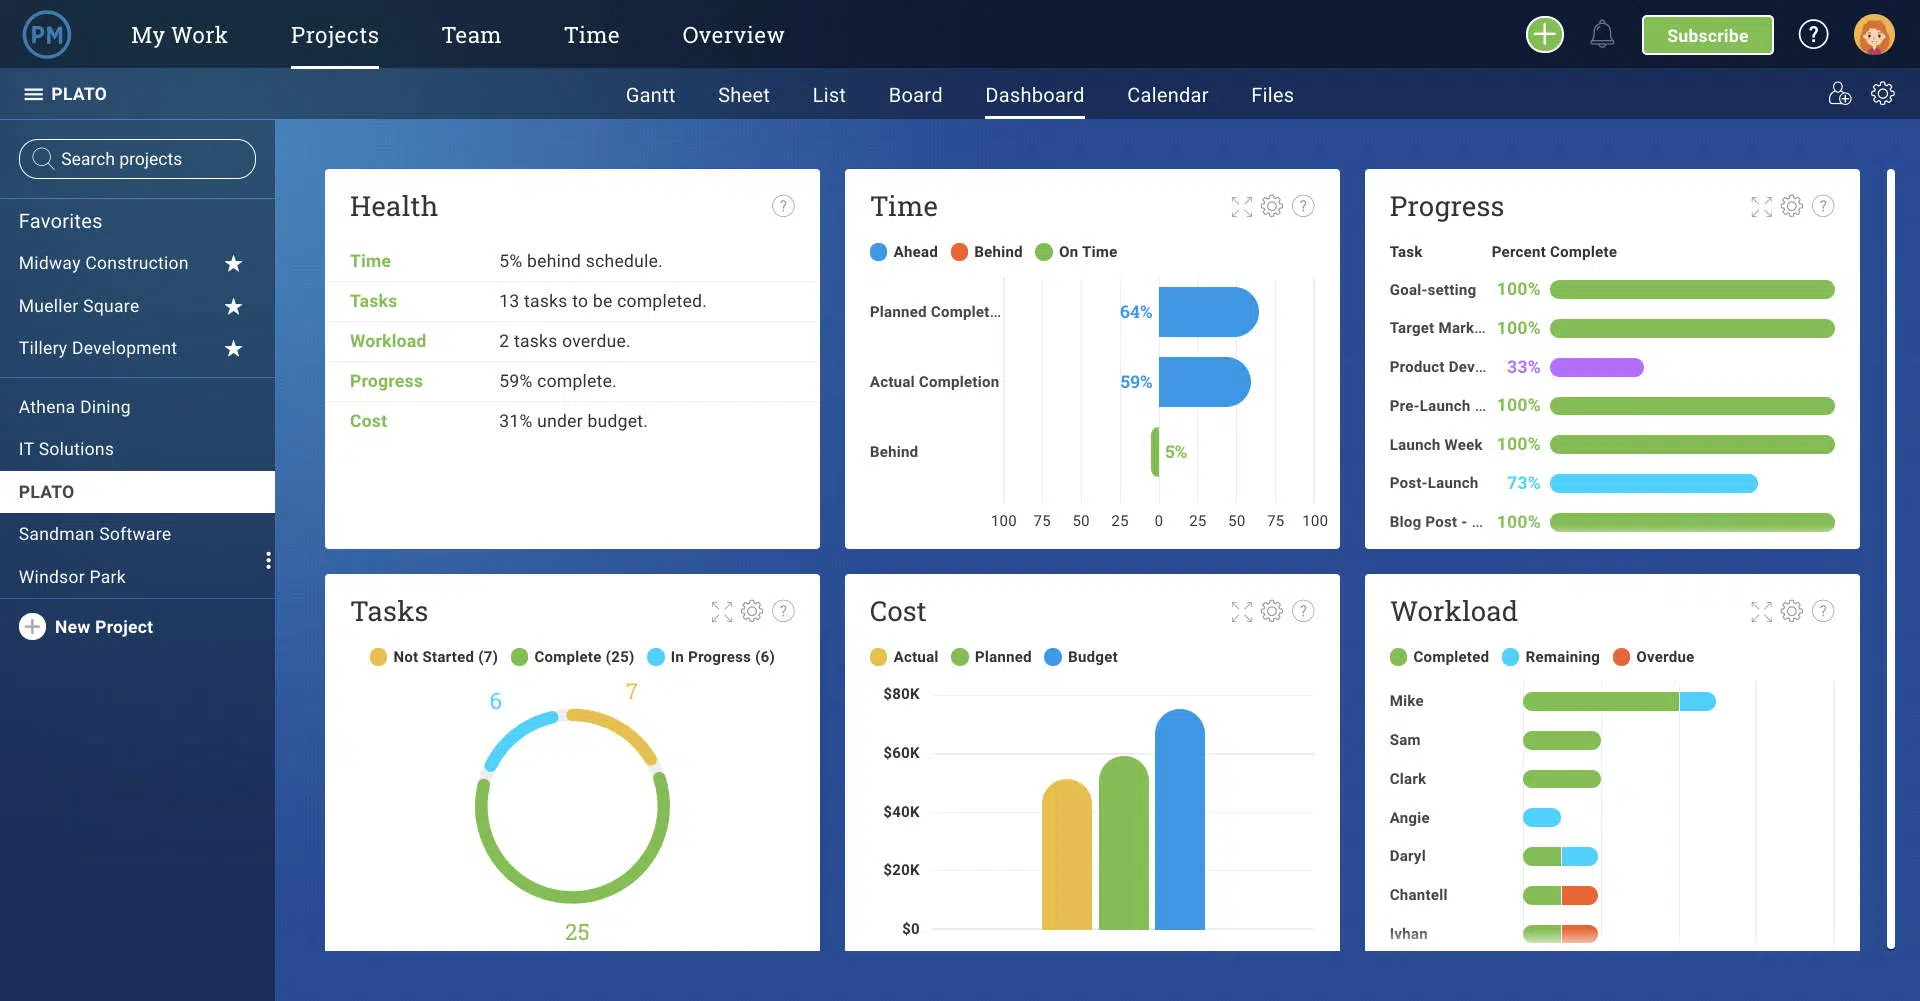 PM My Work Projects Team Time Overview Subscribe ?
PLATO Gantt Sheet List Board Dashboard Calendar Files
Search projects
Favorites
Midway Construction
Mueller Square
Tillery Development
Athena Dining
IT Solutions
PLATO
Sandman Software
Windsor Park
New Project
Health ?
Time 5% behind schedule.
Tasks 13 tasks to be completed.
Workload 2 tasks overdue.
Progress 59% complete.
Cost 31% under budget.
Time ?
Ahead Behind On Time
Planned Complet... 64%
Actual Completion 59%
Behind 5%
100 75 50 25 0 25 50 75 100
Progress ?
Task Percent Complete
Goal-setting 100%
Target Mark... 100%
Product Dev... 33%
Pre-Launch ... 100%
Launch Week 100%
Post-Launch 73%
Blog Post - ... 100%
Tasks ?
Not Started (7) Complete (25) In Progress (6)
6 7
25
Cost ?
Actual Planned Budget
$80K
$60K
$40K
$20K
$0
Workload ?
Completed Remaining Overdue
Mike
Sam
Clark
Angie
Daryl
Chantell
Ivhan